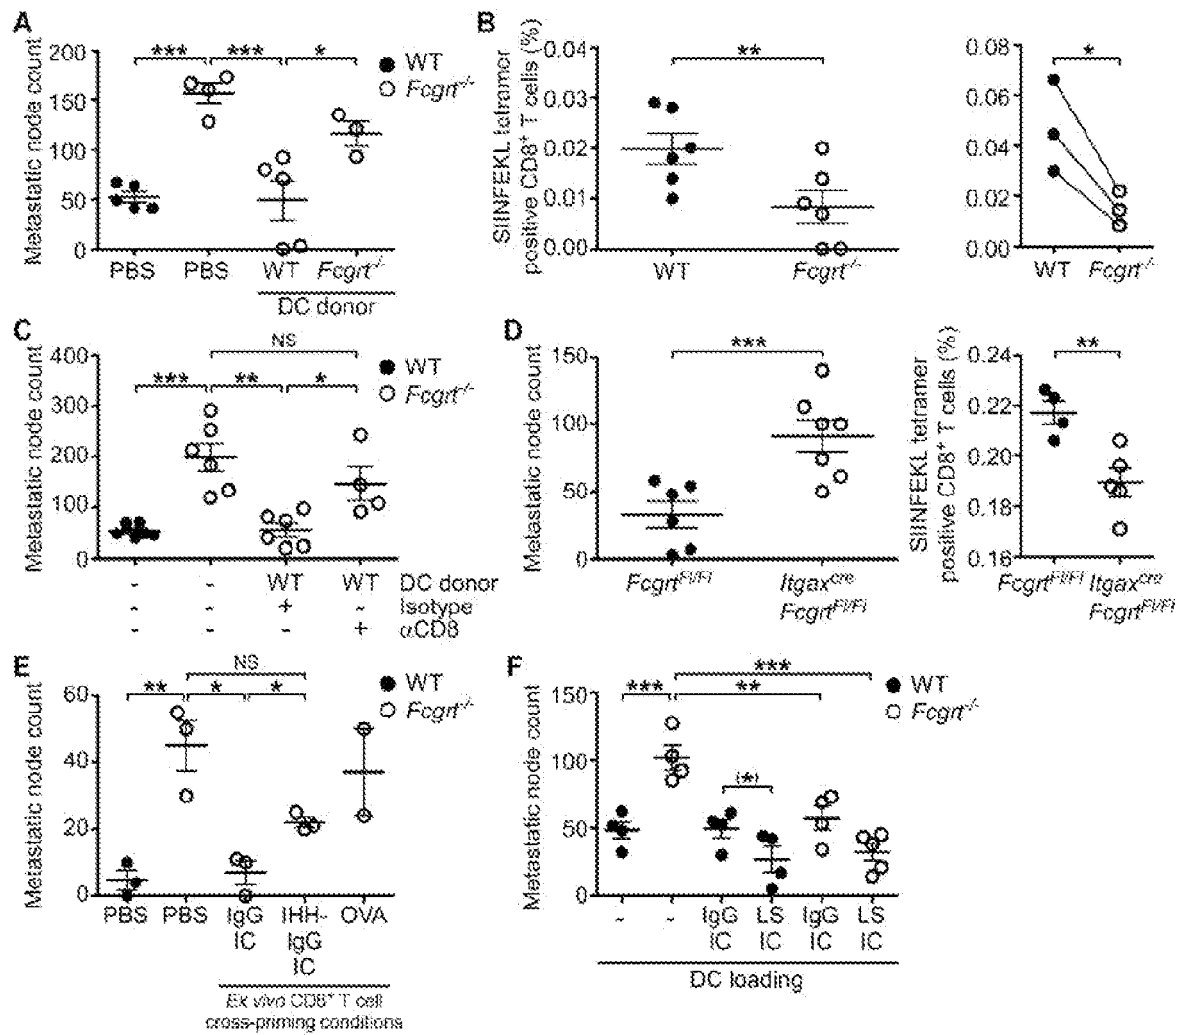 A
Metastatic node count
200
150
100
50
0
*** *** *
WT
Fcgrt-/-
PBS PBS WT Fcgrt-/-
DC donor
B
SIINFEKL tetramer
positive CD8+ T cells (%)
0.04
0.03
0.02
0.01
0.00
**
WT Fcgrt-/-
0.08
0.06
0.04
0.02
0.00
*
WT Fcgrt-/-
C
Metastatic node count
400
300
200
100
0
NS
*** ** *
WT
Fcgrt-/-
- - WT WT DC donor
- - + - Isotype
- - - + αCD8
D
Metastatic node count
150
100
50
0
***
FcgrtFl/Fl Itgaxcre
FcgrtFl/Fl
SIINFEKL tetramer
positive CD8+ T cells (%)
0.24
0.22
0.20
0.18
0.16
**
FcgrtFl/Fl Itgaxcre
FcgrtFl/Fl
E
Metastatic node count
60
40
20
0
NS
** * *
WT
Fcgrt-/-
PBS PBS IgG IHH- OVA
IC IgG
IC
Ex vivo CD8+ T cell
cross-priming conditions
F
Metastatic node count
150
100
50
0
***
*** **
(*)
WT
Fcgrt-/-
- - IgG LS IgG LS
IC IC IC IC
DC loading